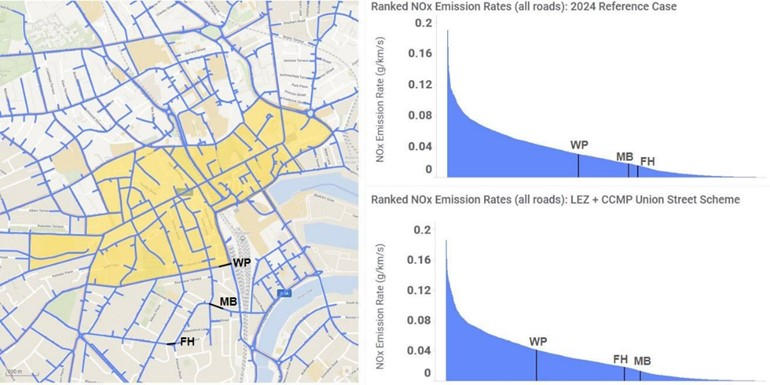 WP
MB
FH
Ranked NOx Emission Rates (all roads): 2024 Reference Case
NOx Emission Rate (g/km/s)
0.2
0.16
0.12
0.08
0.04
0
WP
MB
FH
Ranked NOx Emission Rates (all roads): LEZ + CCMP Union Street Scheme
NOx Emission Rate (g/km/s)
0.2
0.16
0.12
0.08
0.04
0
WP
FH
MB